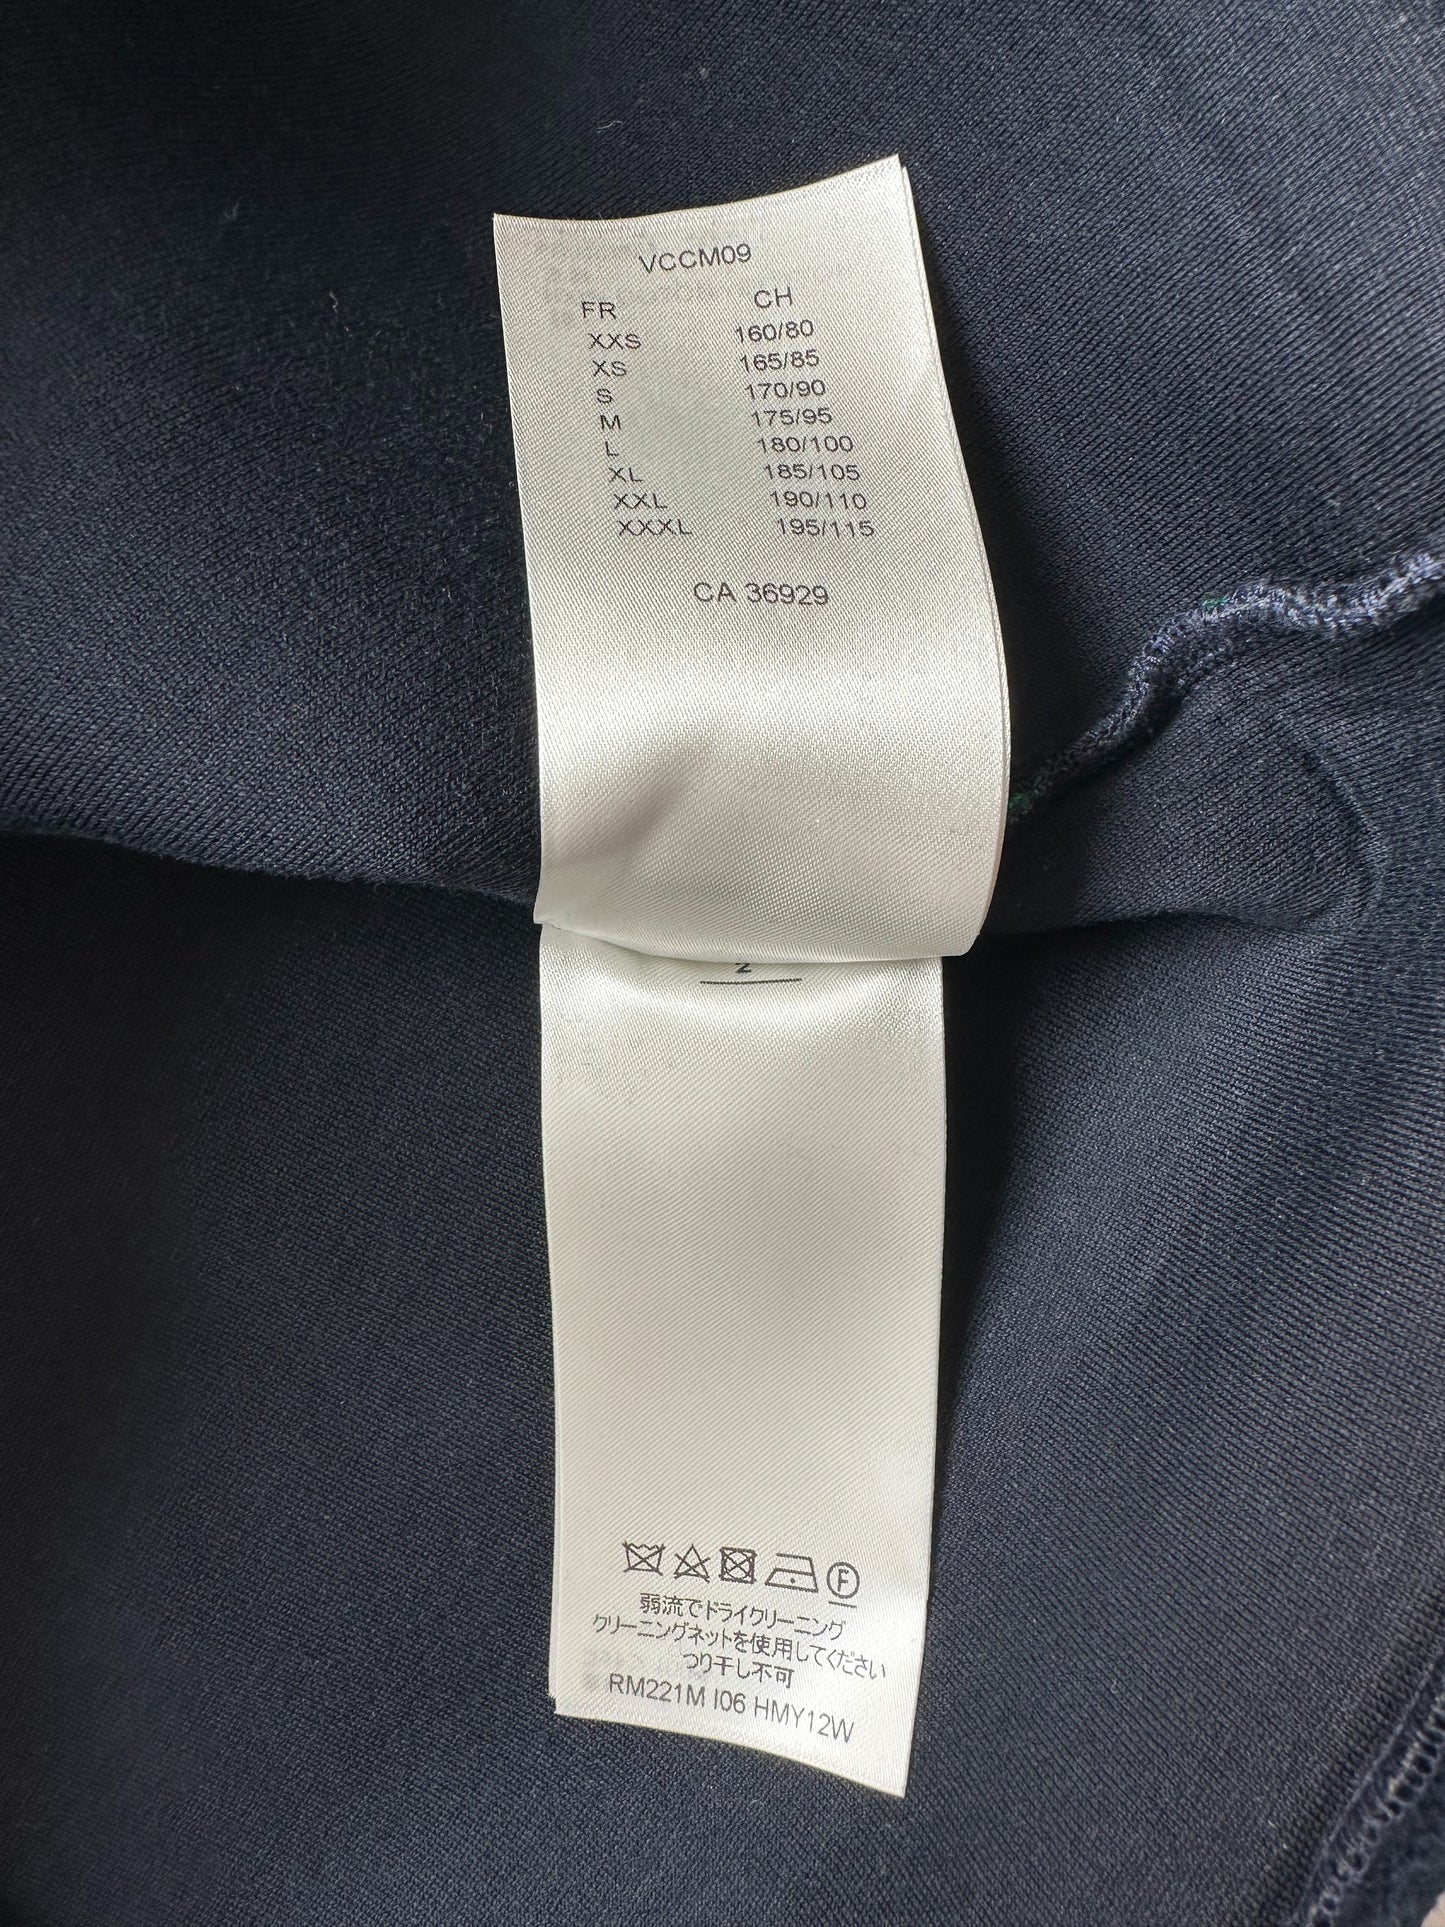 VCCM09
FR CH
XXS 160/80
XS 165/85
S 170/90
M 175/95
L 180/100
XL 185/105
XXL 190/110
XXXL 195/115
CA 36929
2
F
弱流でドライクリーニング
クリーニングネットを使用してください
つり干し不可
RM221M I06 HMY12W